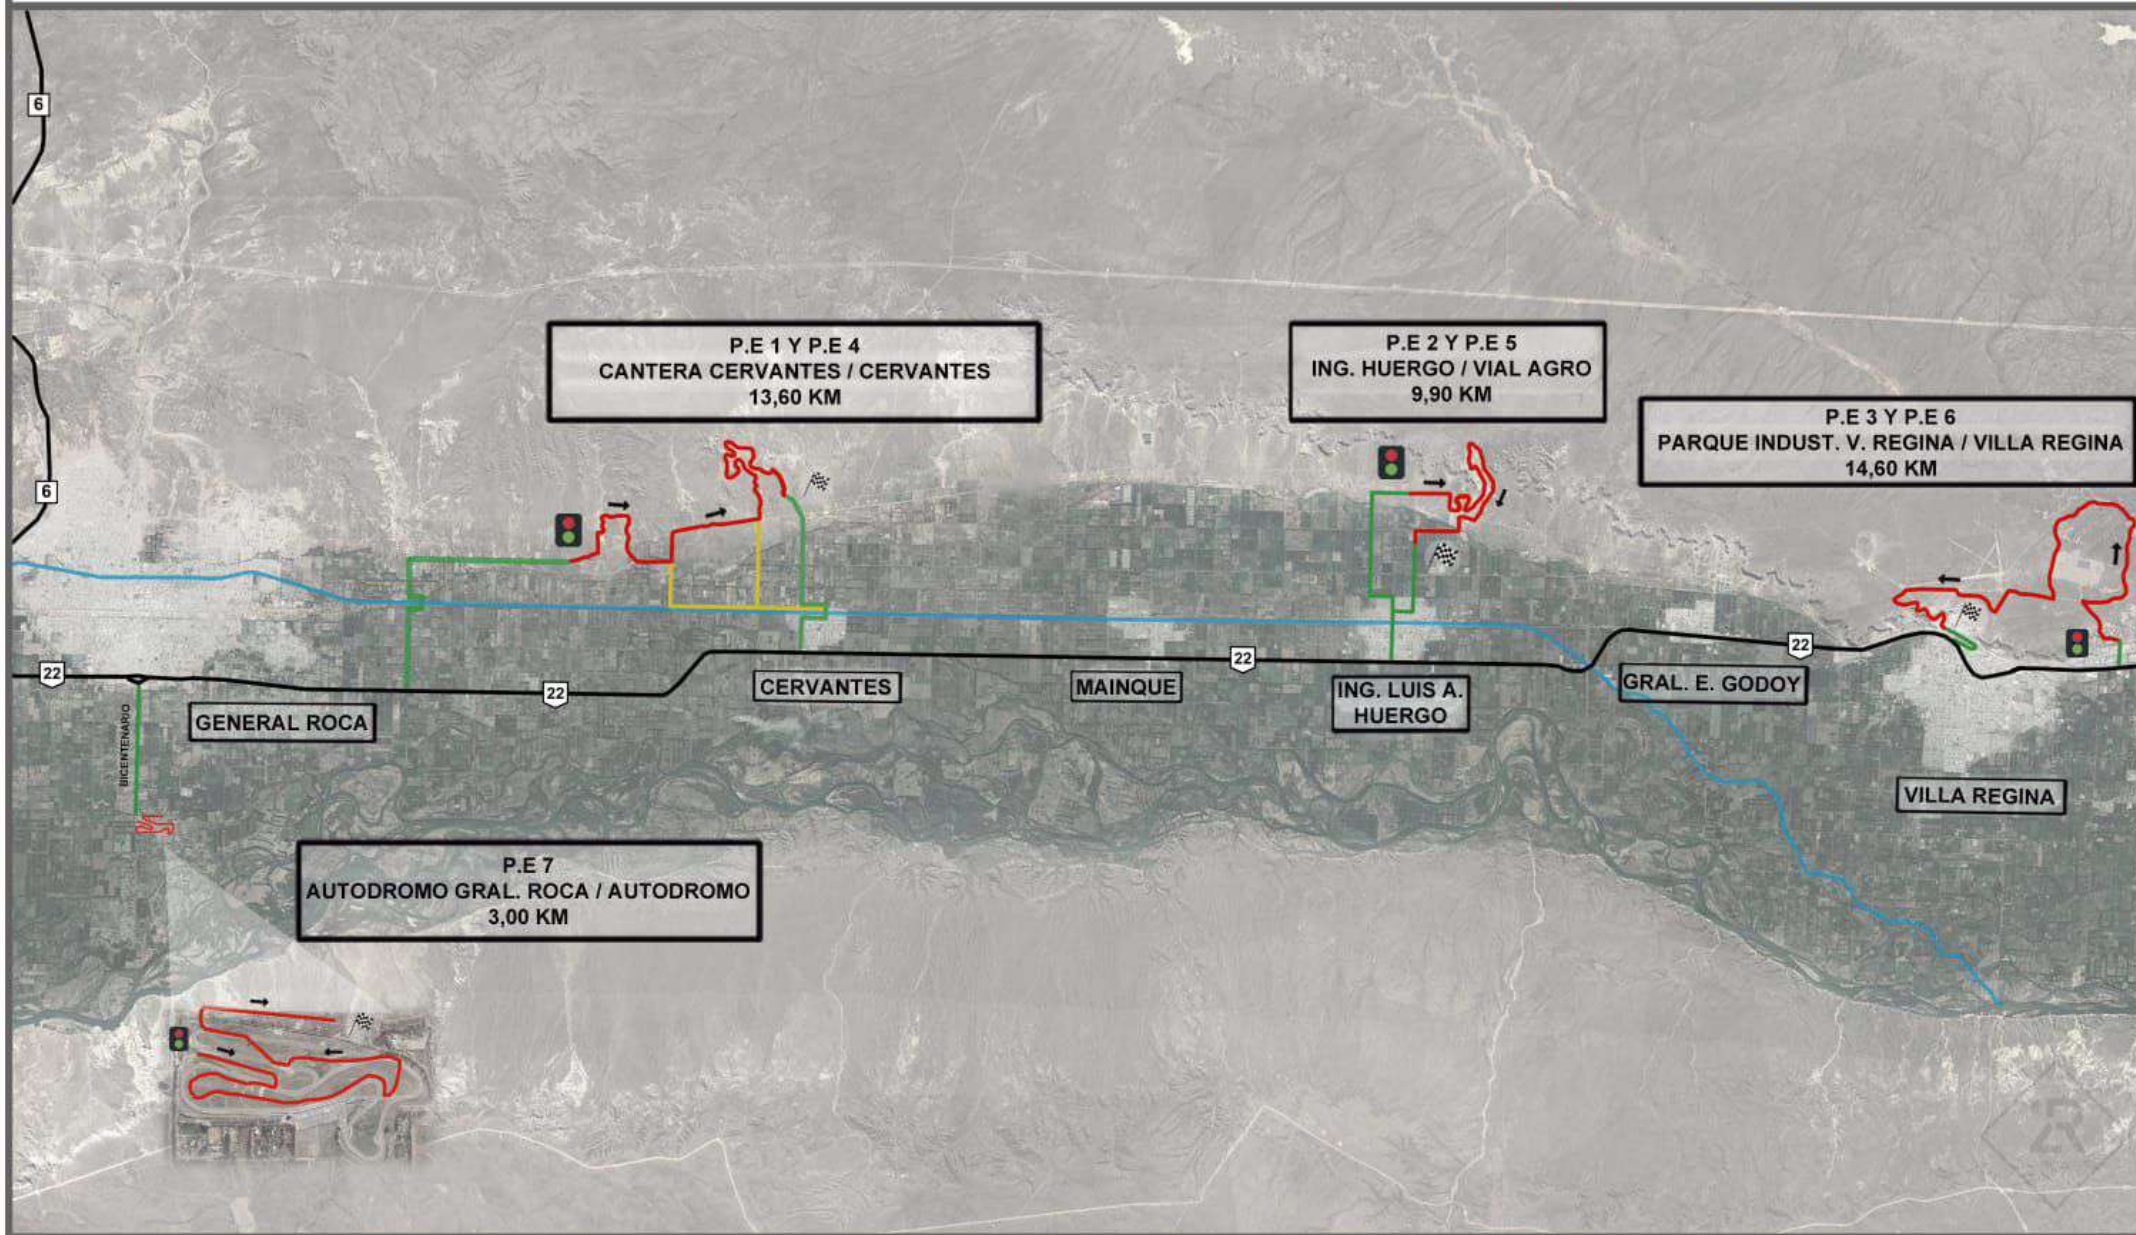 6
P.E 1 Y P.E 4
CANTERA CERVANTES / CERVANTES
13,60 KM
P.E 2 Y P.E 5
ING. HUERGO / VIAL AGRO
9,90 KM
P.E 3 Y P.E 6
PARQUE INDUST. V. REGINA / VILLA REGINA
14,60 KM
6
22
22
22
22
GENERAL ROCA
CERVANTES
MAINQUE
ING. LUIS A.
HUERGO
GRAL. E. GODOY
VILLA REGINA
BICENTENARIO
P.E 7
AUTODROMO GRAL. ROCA / AUTODROMO
3,00 KM